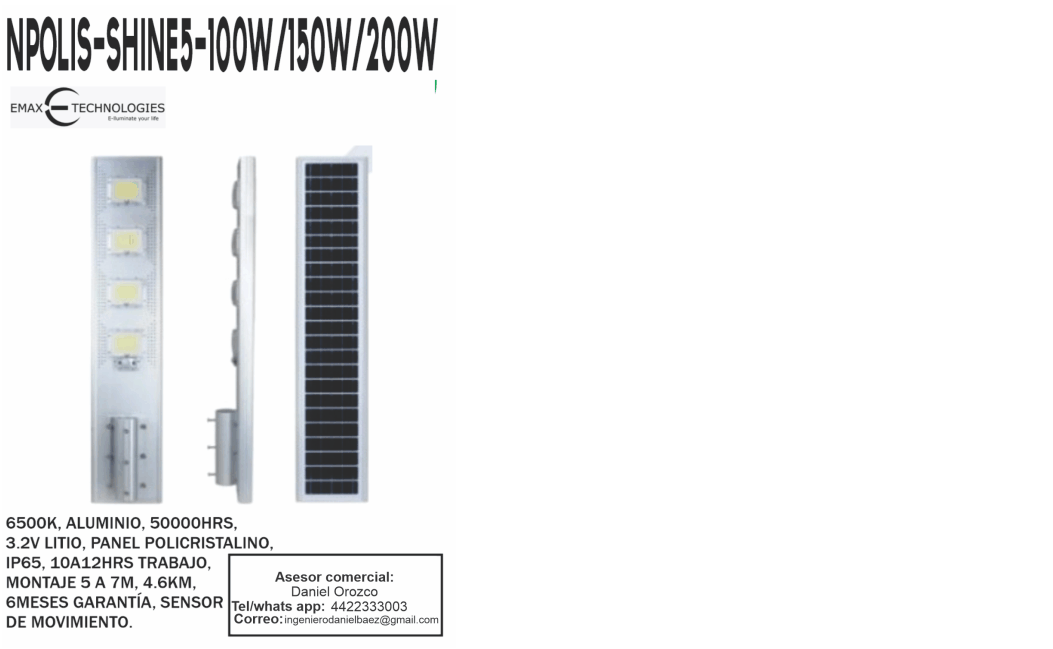 NPOLIS-SHINE5-100W/150W/200W
EMAX TECHNOLOGIES
E-lluminate your life
6500K, ALUMINIO, 50000HRS,
3.2V LITIO, PANEL POLICRISTALINO,
IP65, 10A12HRS TRABAJO,
MONTAJE 5 A 7M, 4.6KM,
6MESES GARANTÍA, SENSOR
DE MOVIMIENTO.
Asesor comercial:
Daniel Orozco
Tel/whats app: 4422333003
Correo:ingenierodanielbaez@gmail.com